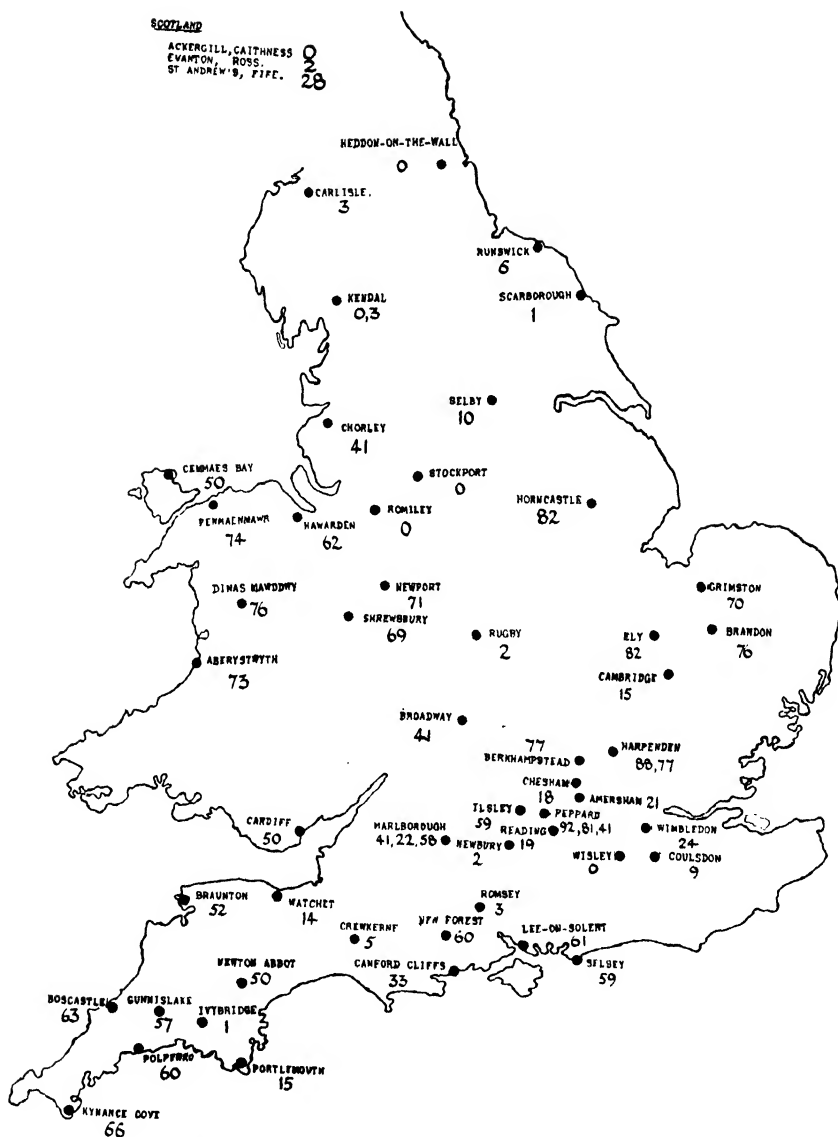 SCOTLAND
ACKERGILL, CAITHNESS 0
EVANTON, ROSS. 2
ST ANDREW'S, FIFE. 28
HEDDON-ON-THE-WALL
0
CARLISLE.
3
RUNSWICK
6
KENDAL
0,3
SCARBOROUGH
1
SELBY
10
CHORLEY
41
CEMMAES BAY
50
STOCKPORT
0
HORNCASTLE
82
PENMAENMAWR
74
HAWARDEN
62
ROMILEY
0
DINAS MAWDDWY
76
NEWPORT
71
GRIMSTON
70
SHREWSBURY
69
RUGBY
2
ELY
82
BRANDON
76
ABERYSTWYTH
73
CAMBRIDGE
15
BROADWAY
41
77
BERKHAMPSTEAD
HARPENDEN
88,77
CHESHAM
18
AMERSHAM 21
ILSLEY
59
PEPPARD
92,81,41
CARDIFF
50
MARLBOROUGH
41,22,58
NEWBURY
2
READING
19
WIMBLEDON
24
WISLEY
0
COULSDON
9
BRAUNTON
52
WATCHET
14
ROMSEY
3
CREWKERNE
5
NEW FOREST
60
LEE-ON-SOLENT
61
CANFORD CLIFFS
33
SELSEY
59
NEWTON ABBOT
50
BOSCASTLE
63
GUNNISLAKE
57
IVYBRIDGE
1
POLPERRO
60
PORTLEMOUTH
15
KYNANCE COVE
66